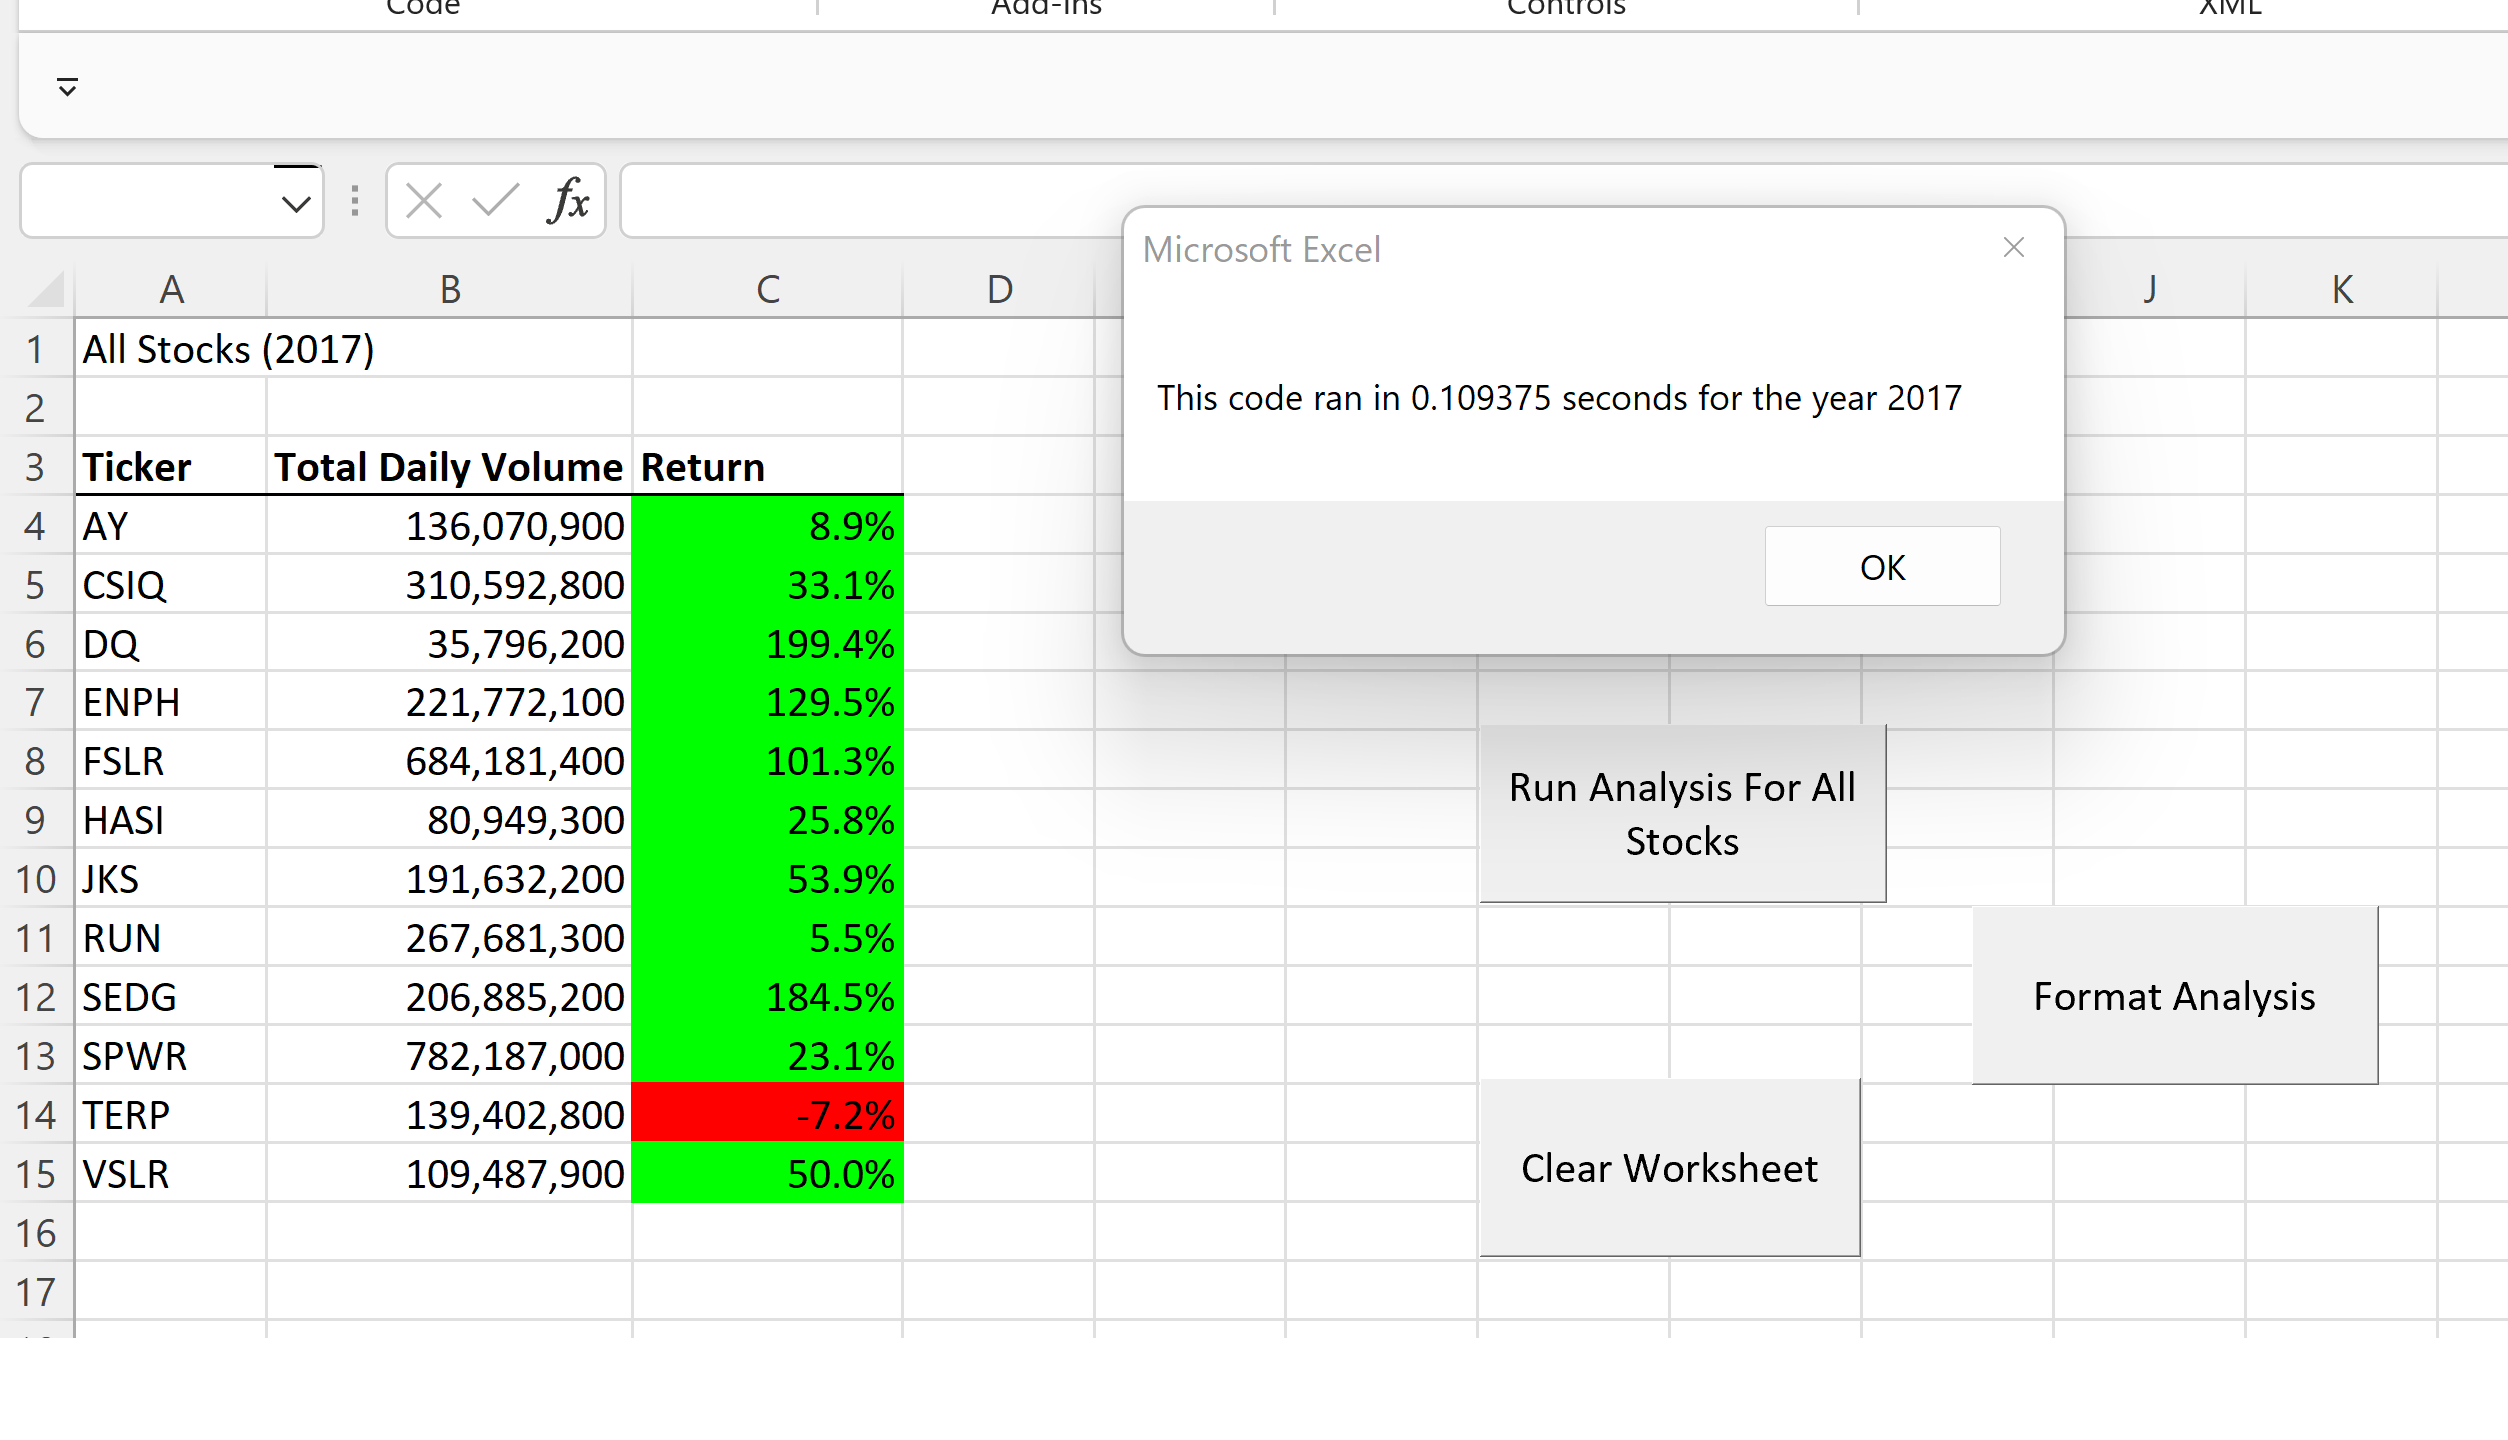 Code Add-ins Controls XML
fx
Microsoft Excel
This code ran in 0.109375 seconds for the year 2017
OK
A B C D J K
1 All Stocks (2017)
2
3 Ticker Total Daily Volume Return
4 AY 136,070,900 8.9%
5 CSIQ 310,592,800 33.1%
6 DQ 35,796,200 199.4%
7 ENPH 221,772,100 129.5%
8 FSLR 684,181,400 101.3%
9 HASI 80,949,300 25.8%
10 JKS 191,632,200 53.9%
11 RUN 267,681,300 5.5%
12 SEDG 206,885,200 184.5%
13 SPWR 782,187,000 23.1%
14 TERP 139,402,800 -7.2%
15 VSLR 109,487,900 50.0%
16
17
Run Analysis For All
Stocks
Format Analysis
Clear Worksheet